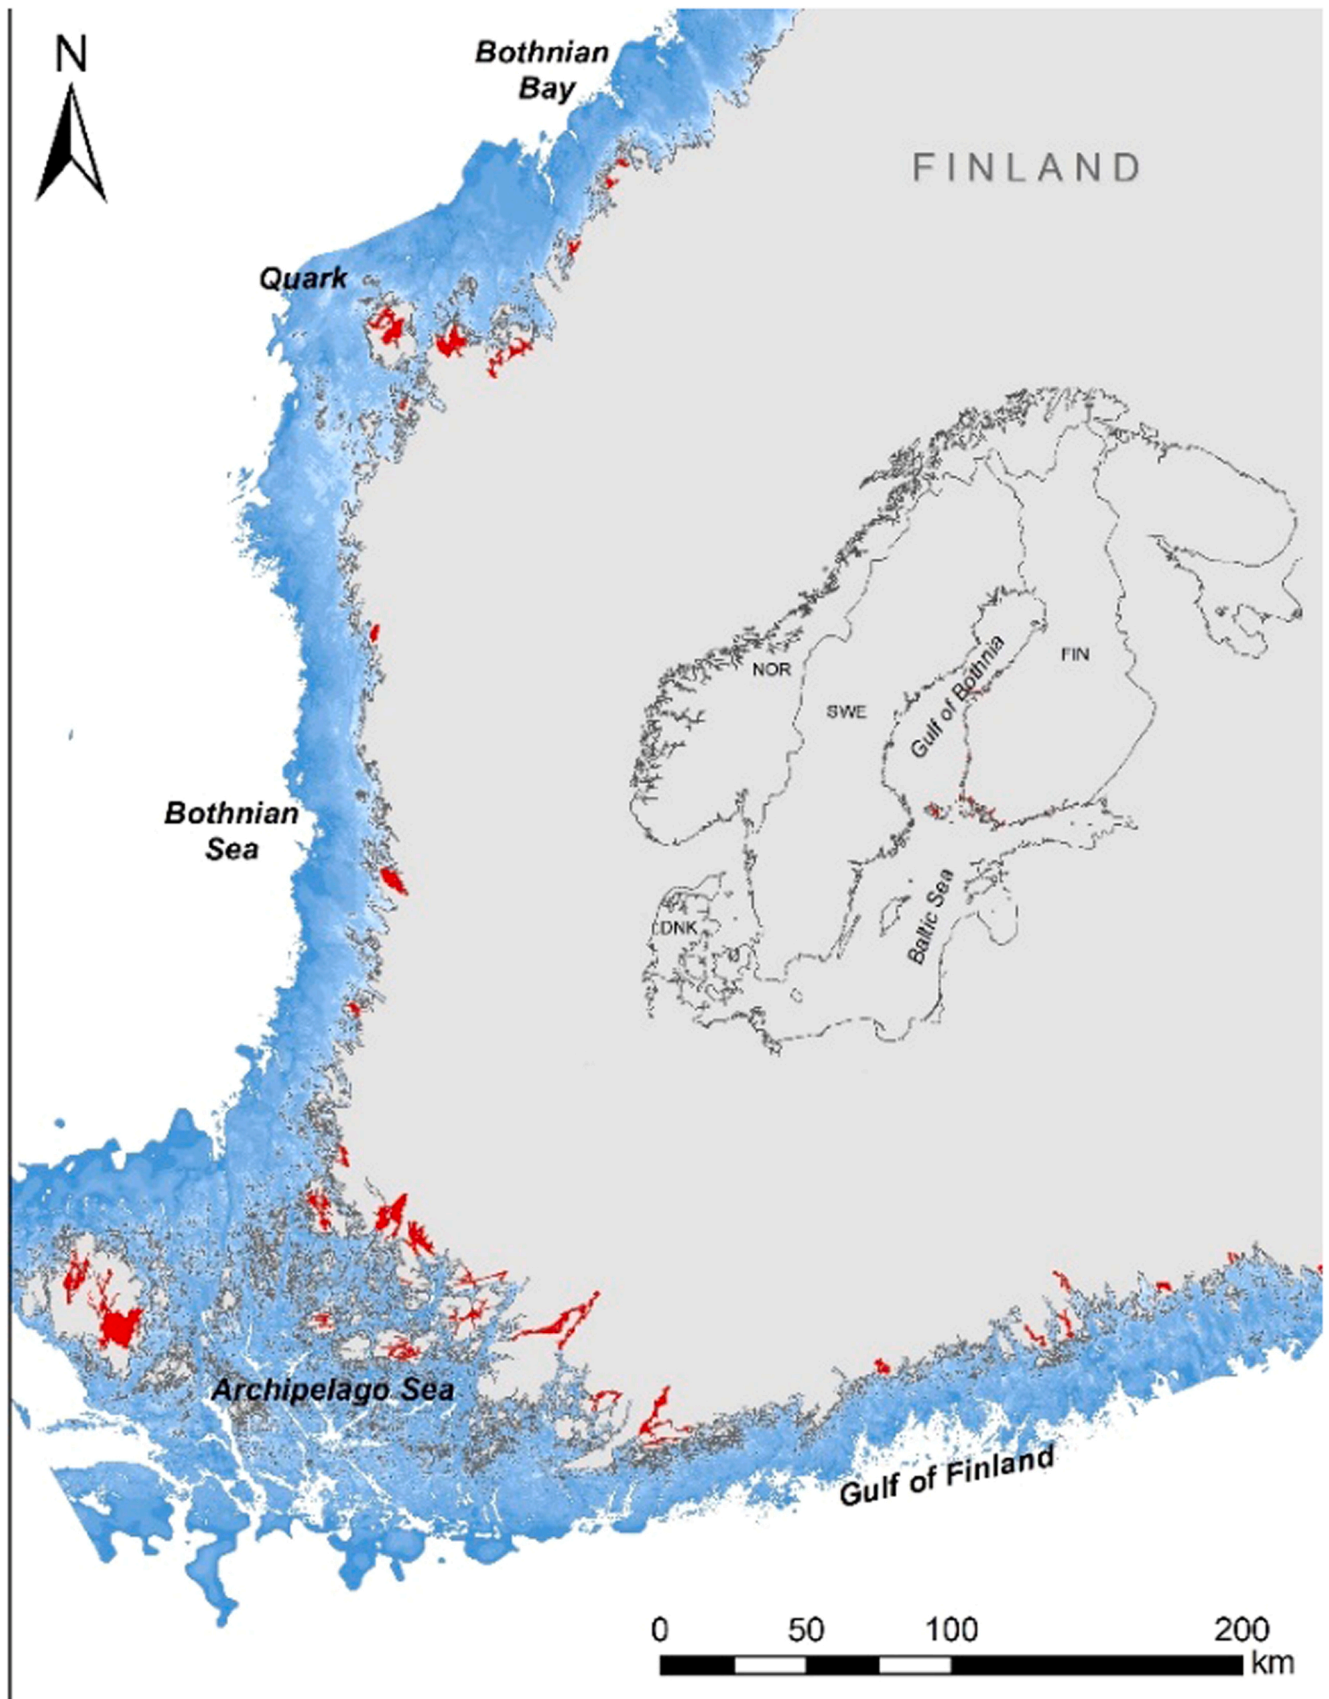 N
Bothnian
Bay
FINLAND
Quark
NOR
FIN
SWE
Gulf of Bothnia
Bothnian
Sea
DNK
Baltic Sea
Archipelago Sea
Gulf of Finland
0 50 100 200
km